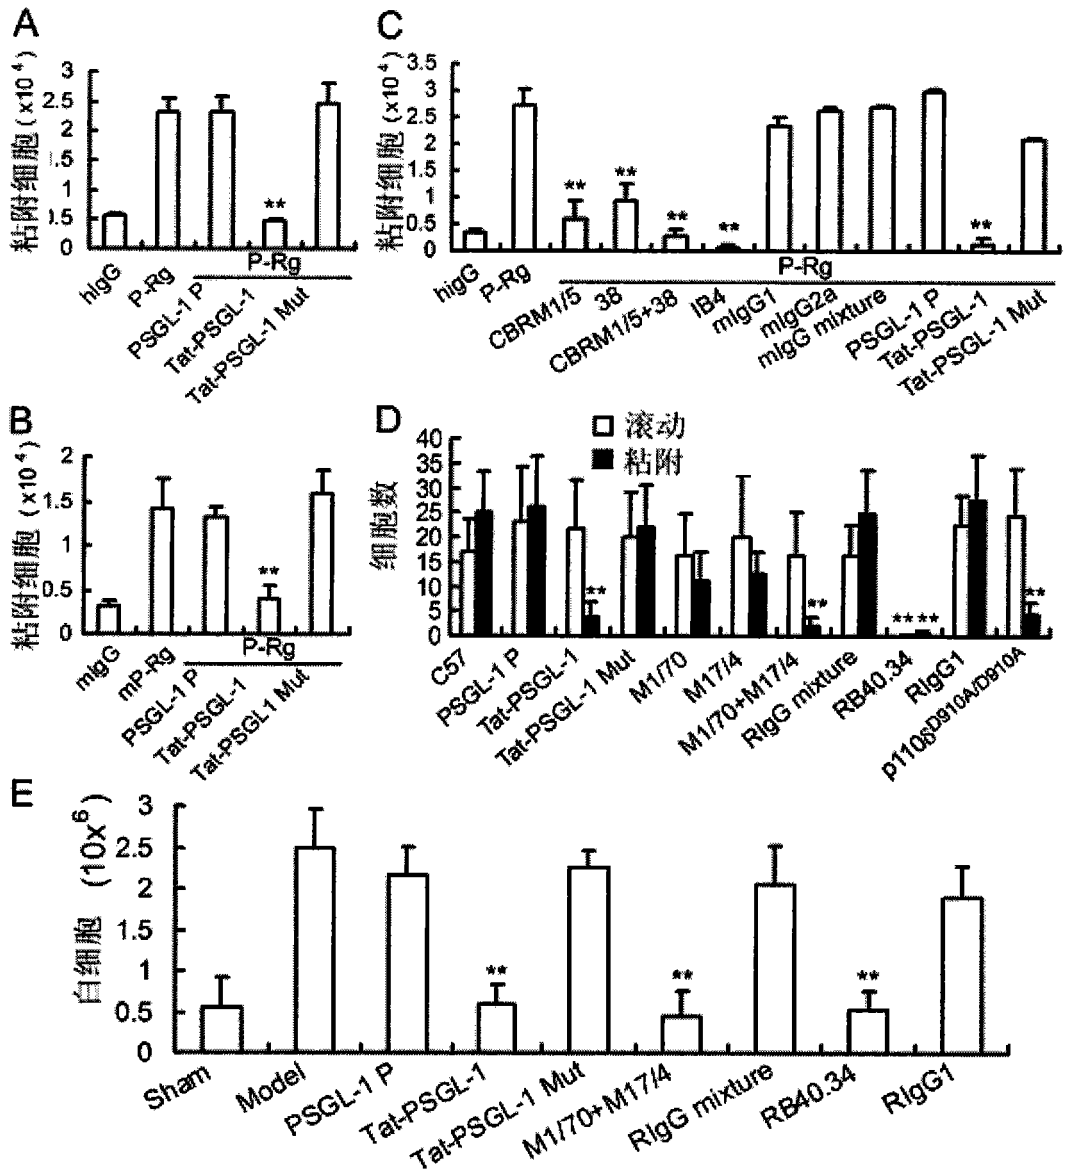 A
粘附细胞(x10⁴)
3
2.5
2
1.5
1
0.5
0
hIgG
P-Rg
PSGL-1 P
Tat-PSGL-1
Tat-PSGL-1 Mut
**
P-Rg
C
粘附细胞(x10⁴)
3.5
3
2.5
2
1.5
1
0.5
0
** ** ** ** **
P-Rg
higG
P-Rg
CBRM1/5
38
CBRM1/5+38
IB4
mIgG1
mIgG2a
mIgG mixture
PSGL-1 P
Tat-PSGL-1
Tat-PSGL-1 Mut
B
粘附细胞(x10⁴)
2
1.5
1
0.5
0
**
P-Rg
mIgG
mP-Rg
PSGL-1 P
Tat-PSGL-1
Tat-PSGL1 Mut
D
滚动
粘附
细胞数
40
35
30
25
20
15
10
5
0
** ** ** ** **
C57
PSGL-1 P
Tat-PSGL-1
Tat-PSGL-1 Mut
M1/70
M17/4
M1/70+M17/4
RIgG mixture
RB40.34
RIgG1
p110δD910A/D910A
E
白细胞 (10x⁶)
3
2.5
2
1.5
1
0.5
0
** ** **
Sham
Model
PSGL-1 P
Tat-PSGL-1
Tat-PSGL-1 Mut
M1/70+M17/4
RIgG mixture
RB40.34
RIgG1